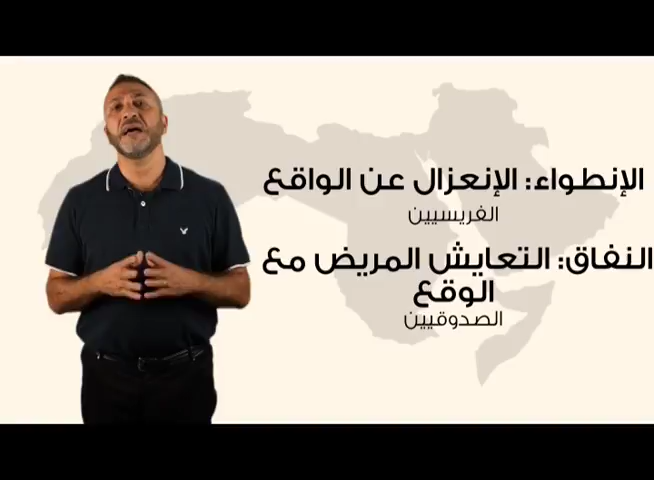 الإنطواء: الإنعزال عن الواقع
الفريسيين
النفاق: التعايش المريض مع
الوقع
الصدوقيين